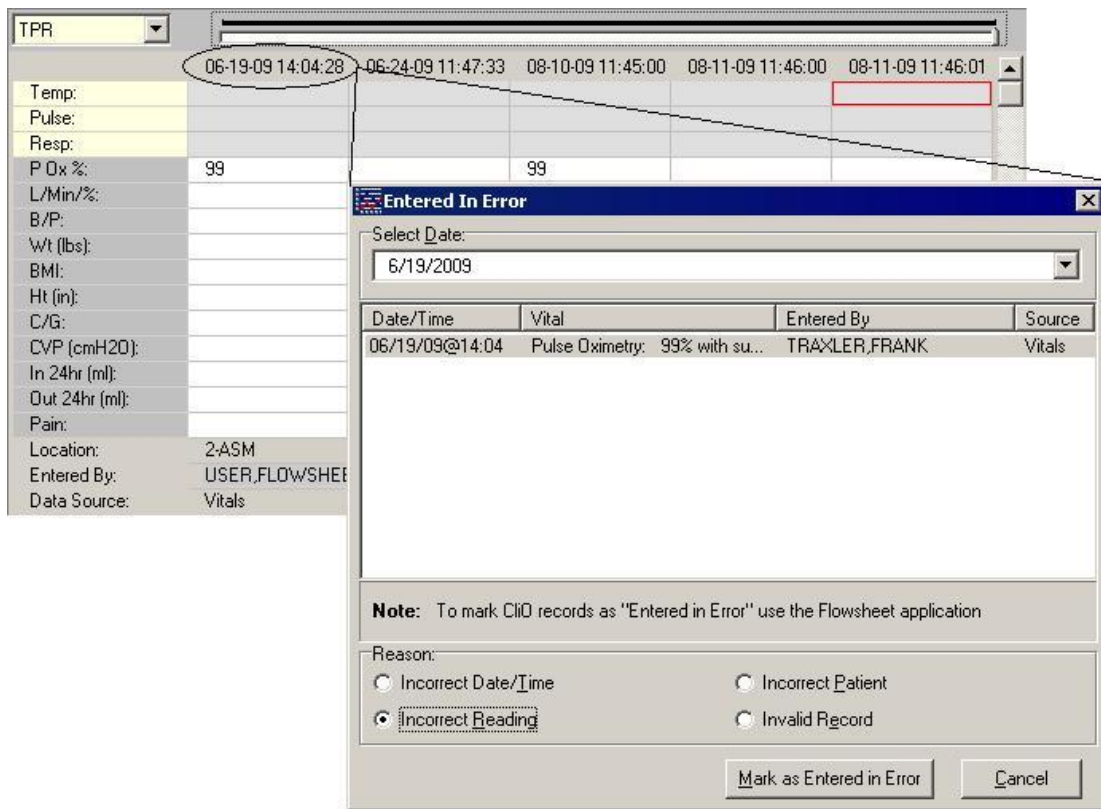 TPR
06-19-09 14:04:28 06-24-09 11:47:33 08-10-09 11:45:00 08-11-09 11:46:00 08-11-09 11:46:01
Temp:
Pulse:
Resp:
P Ox %: 99 99
L/Min/%:
B/P:
Wt (lbs):
BMI:
Ht (in):
C/G:
CVP (cmH2O):
In 24hr (ml):
Out 24hr (ml):
Pain:
Location: 2-ASM
Entered By: USER,FLOWSHEE
Data Source: Vitals
Entered In Error
Select Date:
6/19/2009
Date/Time Vital Entered By Source
06/19/09@14:04 Pulse Oximetry: 99% with su... TRAXLER,FRANK Vitals
Note: To mark CliO records as "Entered in Error" use the Flowsheet application
Reason:
Incorrect Date/Time Incorrect Patient
Incorrect Reading Invalid Record
Mark as Entered in Error Cancel